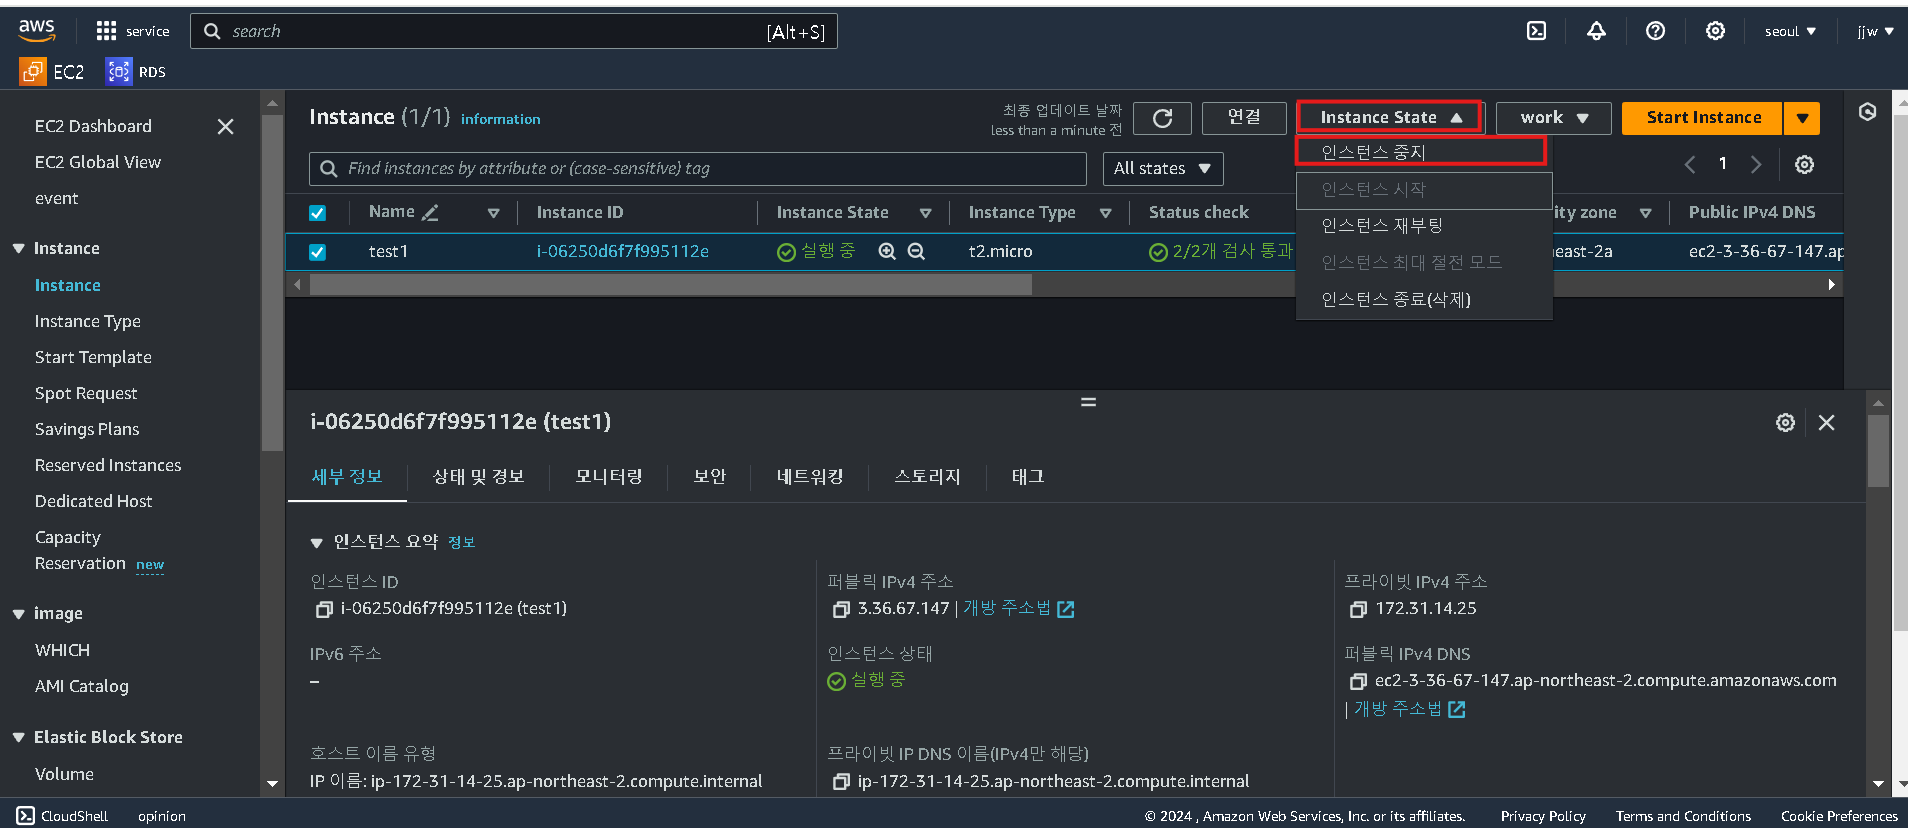 aws
service
search
[Alt+S]
seoul
jjw
EC2
RDS
EC2 Dashboard
EC2 Global View
event
Instance
Instance
Instance Type
Start Template
Spot Request
Savings Plans
Reserved Instances
Dedicated Host
Capacity
Reservation new
image
WHICH
AMI Catalog
Elastic Block Store
Volume
Instance (1/1) information
최종 업데이트 날짜
less than a minute 전
연결
Instance State
work
Start Instance
Find instances by attribute or (case-sensitive) tag
All states
1
인스턴스 중지
인스턴스 시작
인스턴스 재부팅
인스턴스 최대 절전 모드
인스턴스 종료(삭제)
Name Instance ID Instance State Instance Type Status check ity zone Public IPv4 DNS
test1 i-06250d6f7f995112e 실행 중 t2.micro 2/2개 검사 통과 east-2a ec2-3-36-67-147.ap
i-06250d6f7f995112e (test1)
세부 정보 상태 및 경보 모니터링 보안 네트워킹 스토리지 태그
인스턴스 요약 정보
인스턴스 ID
i-06250d6f7f995112e (test1)
퍼블릭 IPv4 주소
3.36.67.147 | 개방 주소법
프라이빗 IPv4 주소
172.31.14.25
IPv6 주소
–
인스턴스 상태
실행 중
퍼블릭 IPv4 DNS
ec2-3-36-67-147.ap-northeast-2.compute.amazonaws.com
| 개방 주소법
호스트 이름 유형
IP 이름: ip-172-31-14-25.ap-northeast-2.compute.internal
프라이빗 IP DNS 이름(IPv4만 해당)
ip-172-31-14-25.ap-northeast-2.compute.internal
CloudShell opinion
© 2024 , Amazon Web Services, Inc. or its affiliates. Privacy Policy Terms and Conditions Cookie Preferences